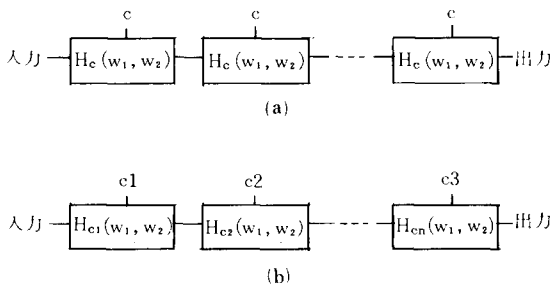 c c c
入力 Hc(w₁, w₂) Hc(w₁, w₂) Hc(w₁, w₂) 出力
(a)
c1 c2 c3
入力 Hc1(w₁, w₂) Hc2(w₁, w₂) Hcn(w₁, w₂) 出力
(b)